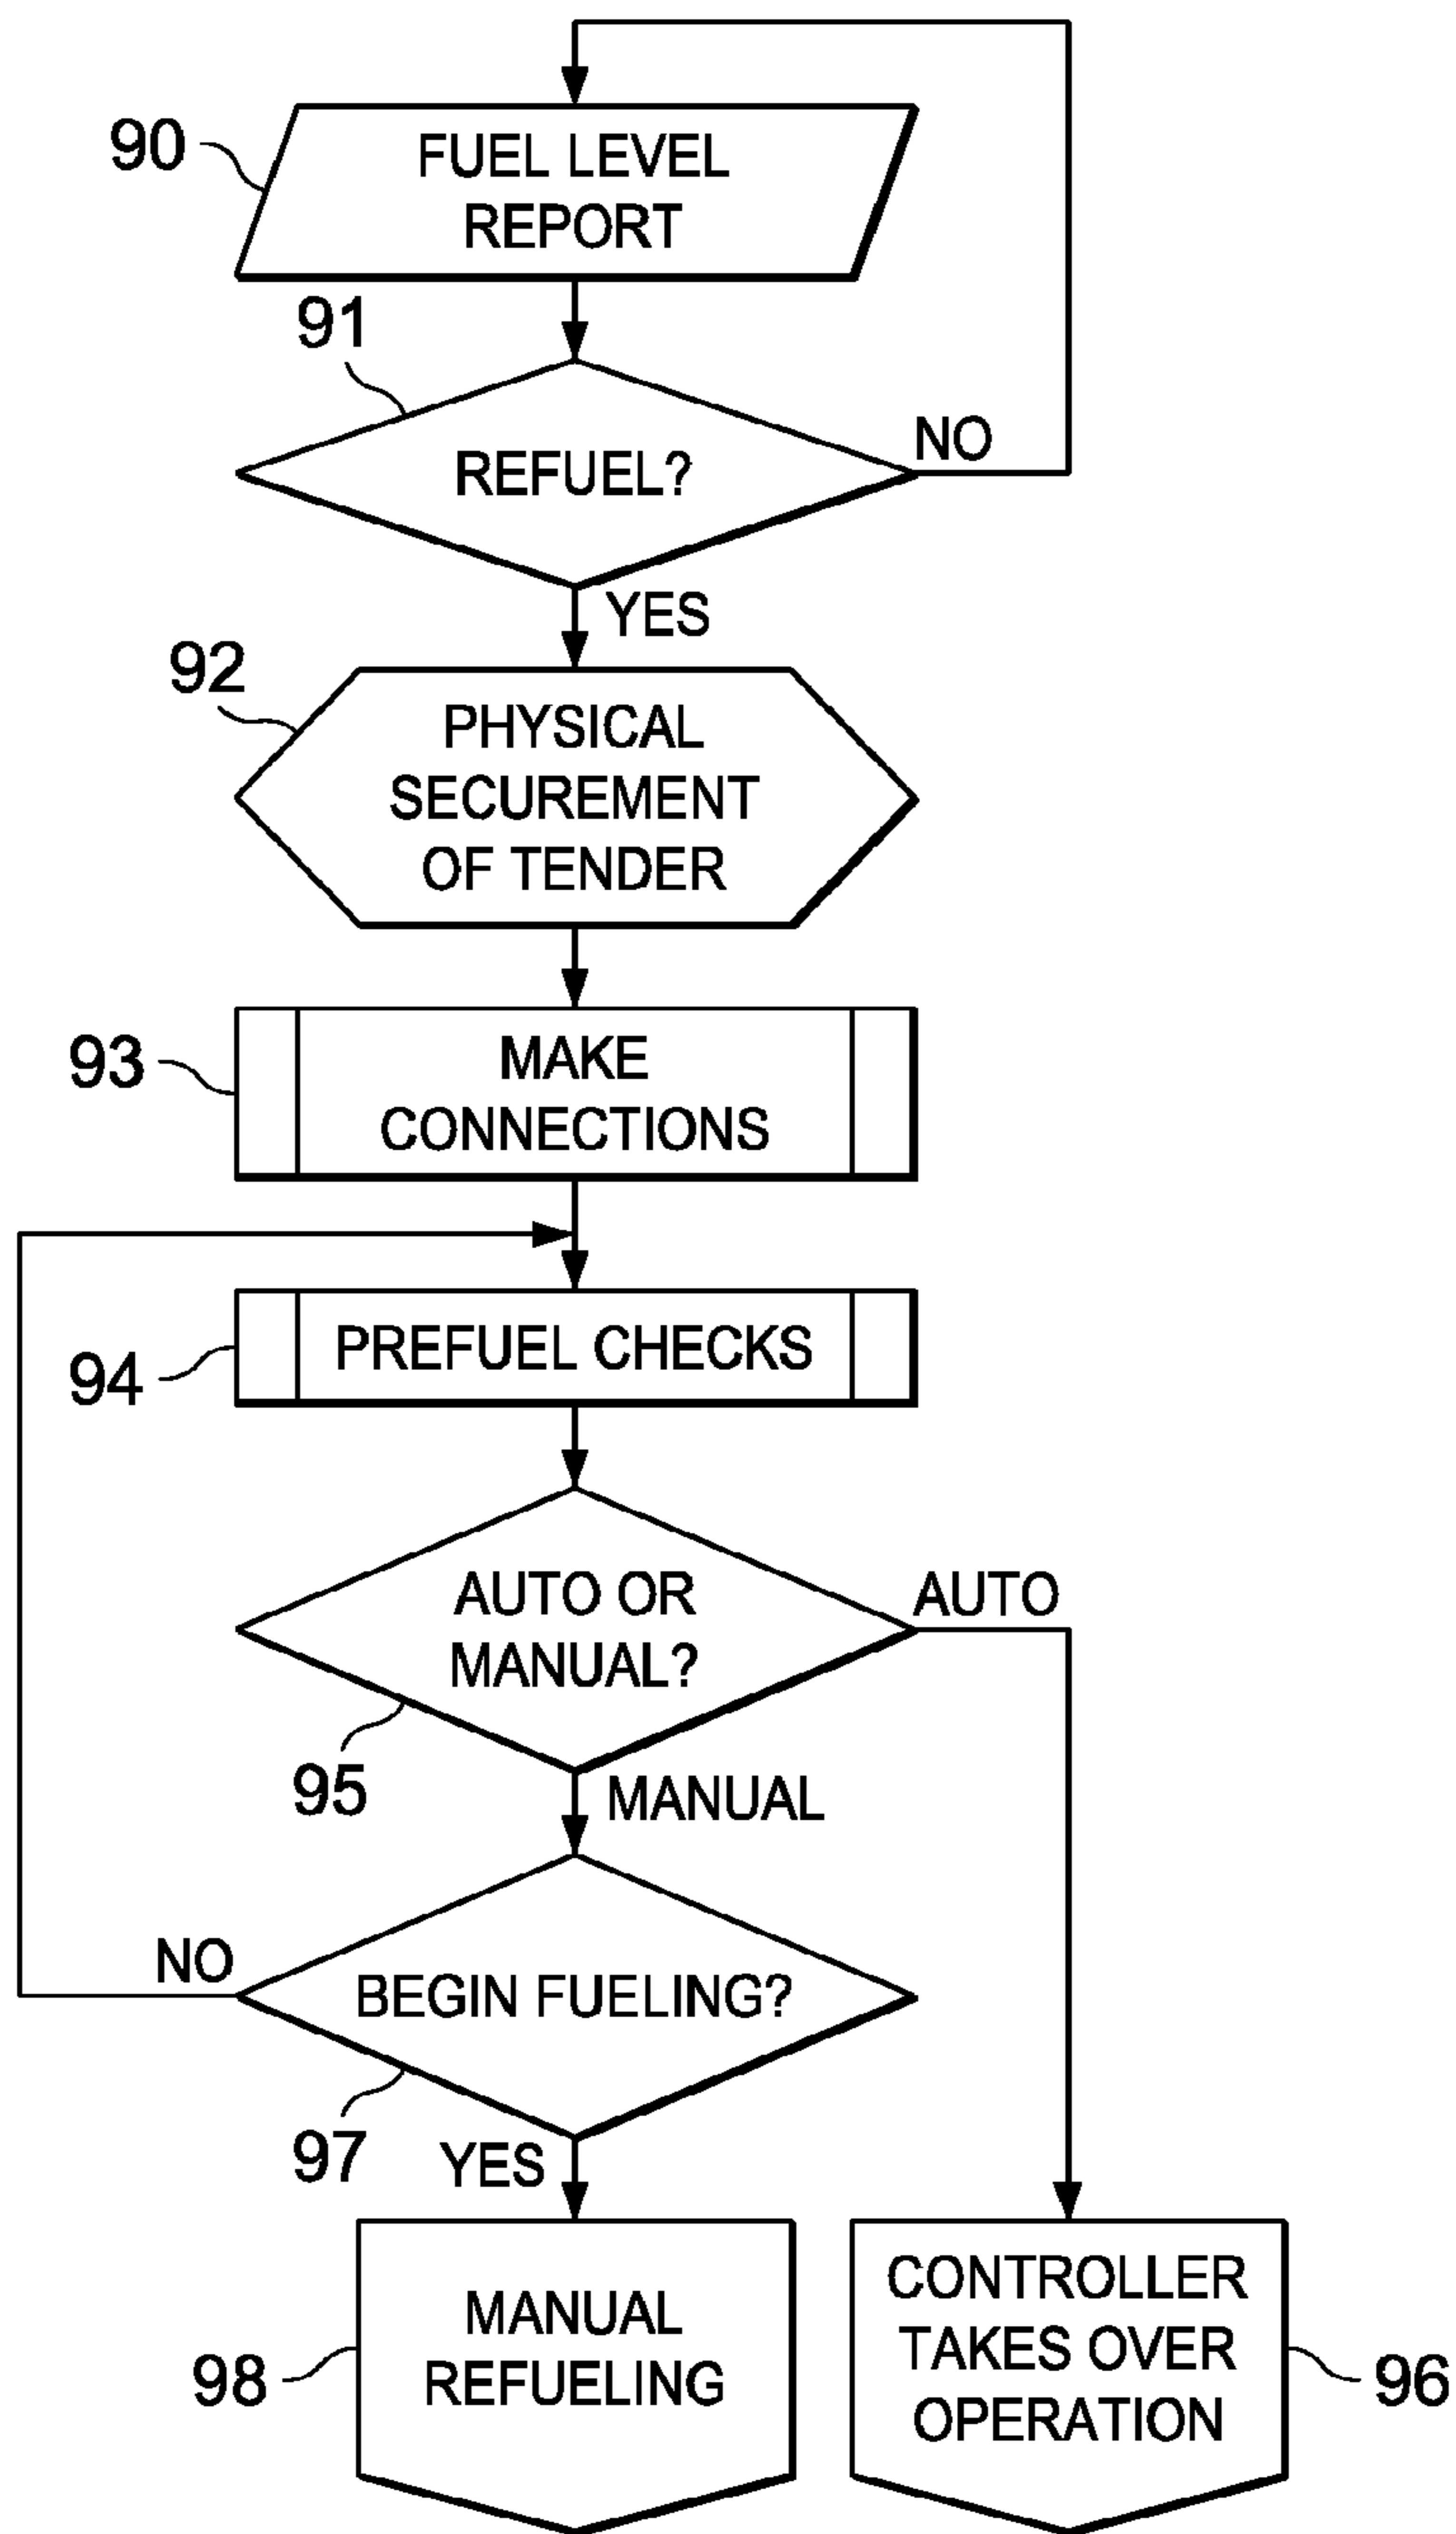 90
FUEL LEVEL
REPORT
91
REFUEL?
NO
YES
92
PHYSICAL
SECUREMENT
OF TENDER
93
MAKE
CONNECTIONS
94
PREFUEL CHECKS
AUTO OR
MANUAL?
AUTO
95
MANUAL
NO
BEGIN FUELING?
97
YES
98
MANUAL
REFUELING
CONTROLLER
TAKES OVER
OPERATION
96